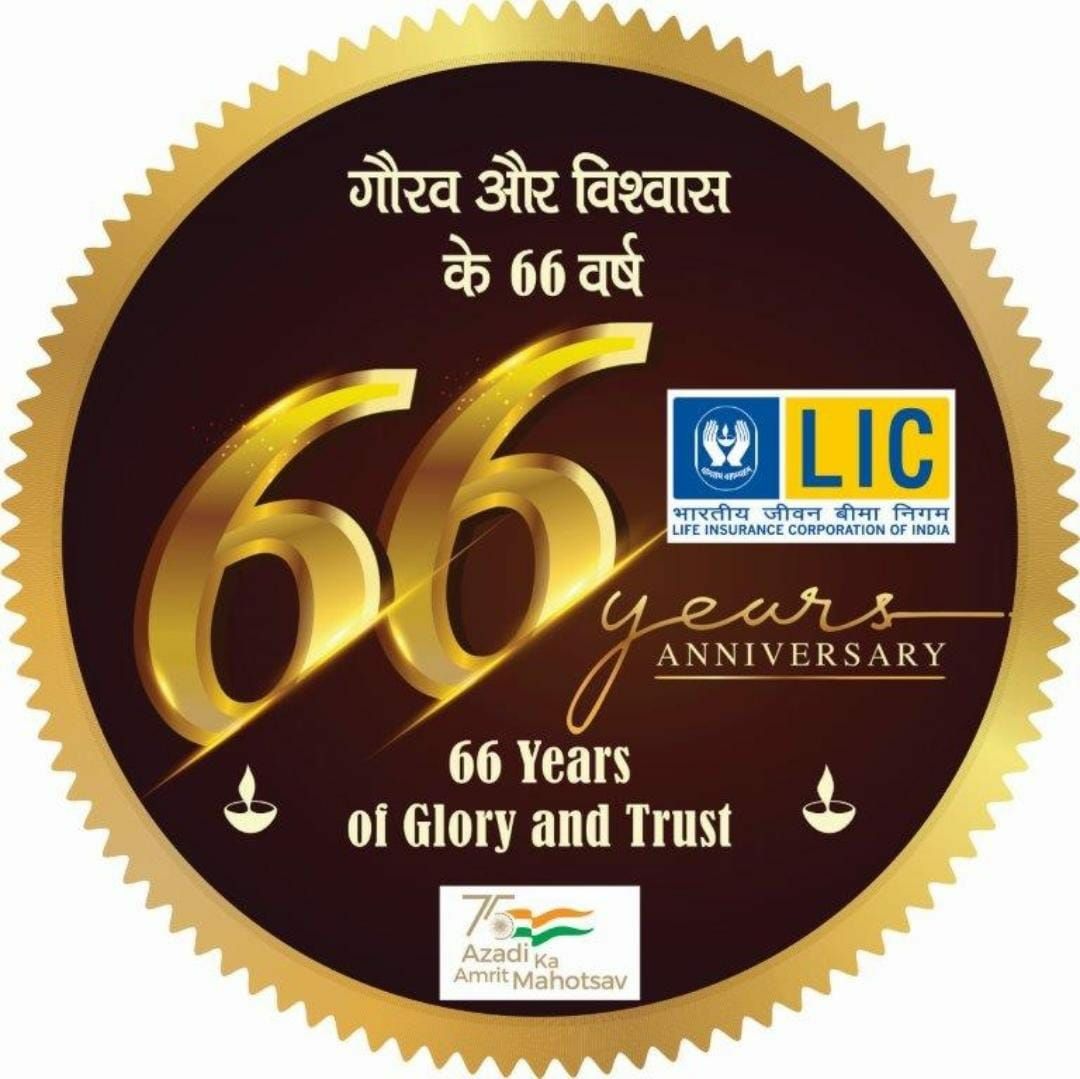 गौरव और विश्वास
के 66 वर्ष
66
LIC
भारतीय जीवन बीमा निगम
LIFE INSURANCE CORPORATION OF INDIA
years
ANNIVERSARY
66 Years
of Glory and Trust
75
Azadi Ka
Amrit Mahotsav